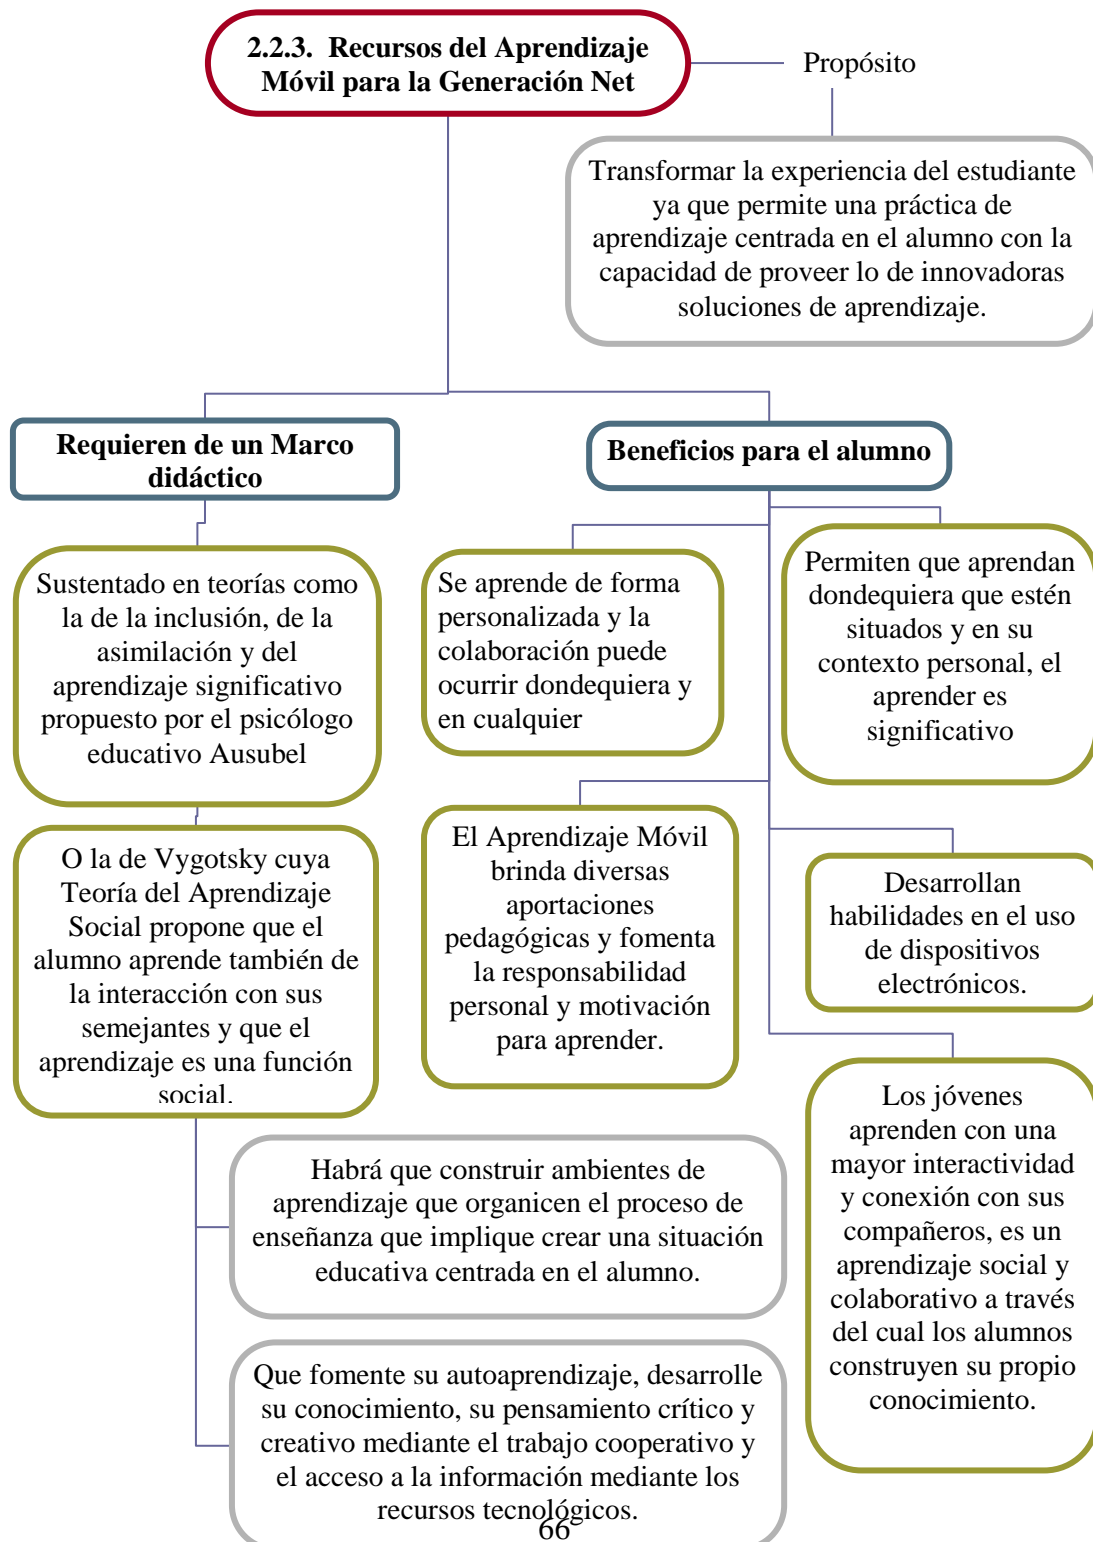 2.2.3. Recursos del Aprendizaje
Móvil para la Generación Net
Propósito
Transformar la experiencia del estudiante
ya que permite una práctica de
aprendizaje centrada en el alumno con la
capacidad de proveer lo de innovadoras
soluciones de aprendizaje.
Requieren de un Marco
didáctico
Sustentado en teorías como
la de la inclusión, de la
asimilación y del
aprendizaje significativo
propuesto por el psicólogo
educativo Ausubel
O la de Vygotsky cuya
Teoría del Aprendizaje
Social propone que el
alumno aprende también de
la interacción con sus
semejantes y que el
aprendizaje es una función
social.
Habrá que construir ambientes de
aprendizaje que organicen el proceso de
enseñanza que implique crear una situación
educativa centrada en el alumno.
Que fomente su autoaprendizaje, desarrolle
su conocimiento, su pensamiento crítico y
creativo mediante el trabajo cooperativo y
el acceso a la información mediante los
recursos tecnológicos.
Beneficios para el alumno
Se aprende de forma
personalizada y la
colaboración puede
ocurrir dondequiera y
en cualquier
Permiten que aprendan
dondequiera que estén
situados y en su
contexto personal, el
aprender es
significativo
El Aprendizaje Móvil
brinda diversas
aportaciones
pedagógicas y fomenta
la responsabilidad
personal y motivación
para aprender.
Desarrollan
habilidades en el uso
de dispositivos
electrónicos.
Los jóvenes
aprenden con una
mayor interactividad
y conexión con sus
compañeros, es un
aprendizaje social y
colaborativo a través
del cual los alumnos
construyen su propio
conocimiento.
66